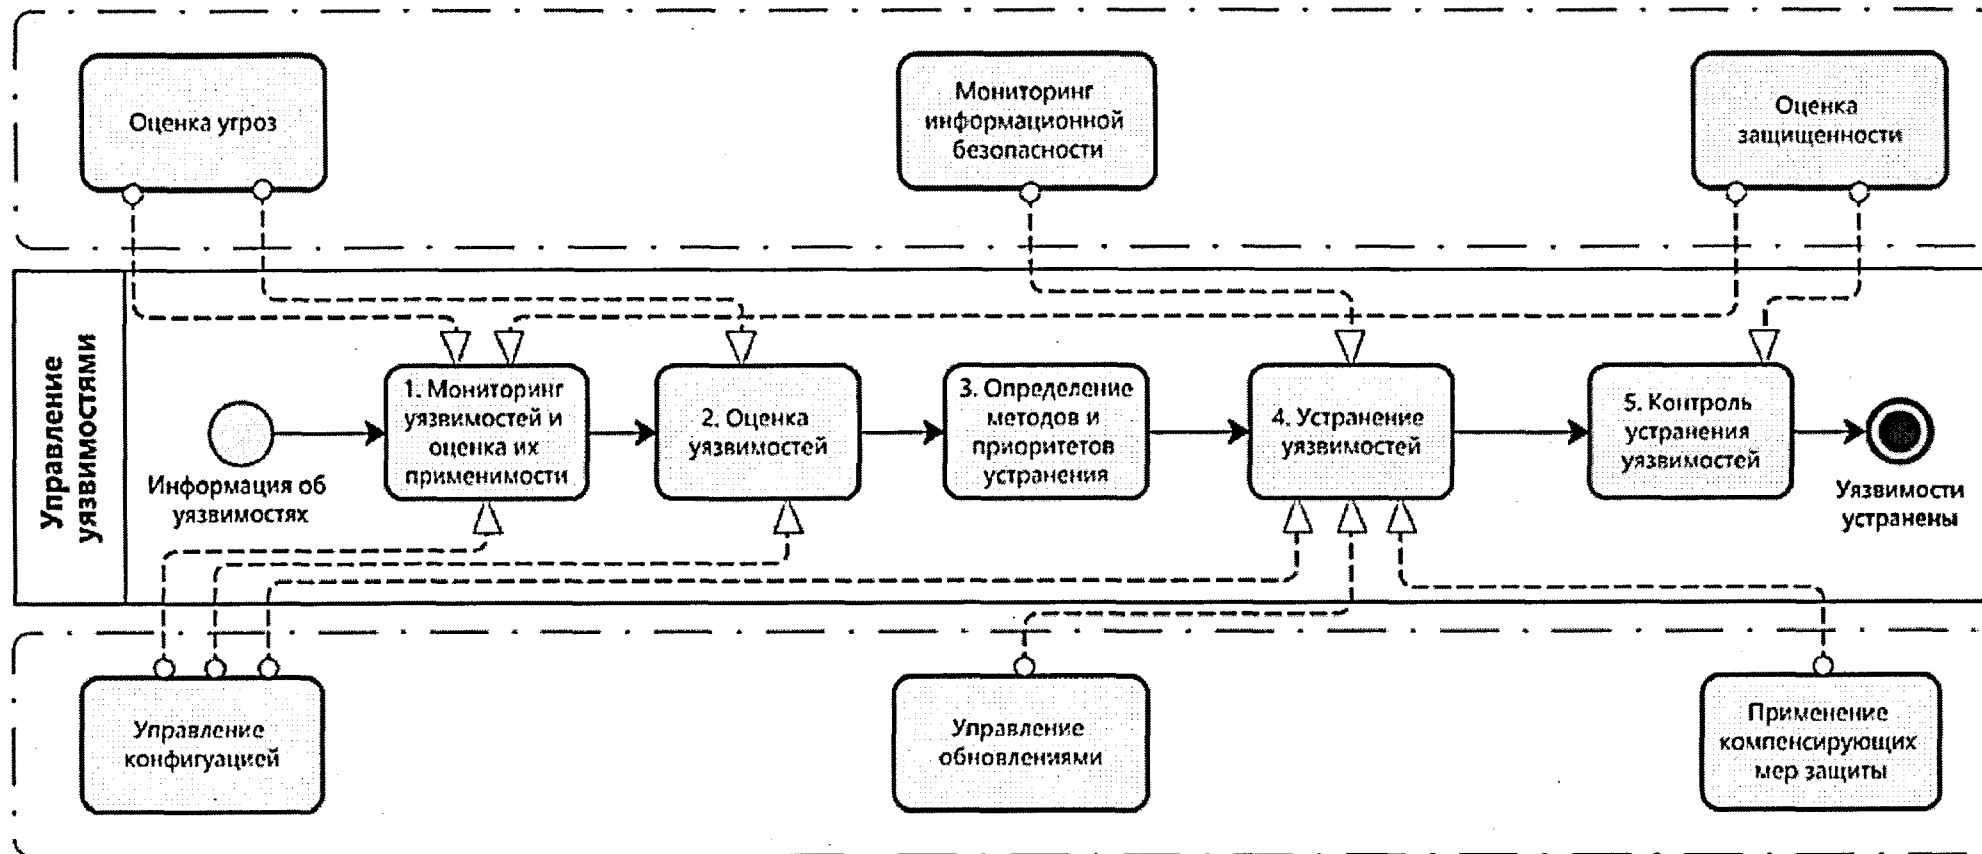 Оценка угроз
Мониторинг
информационной
безопасности
Оценка
защищенности
Управление
уязвимостями
Информация об
уязвимостях
1. Мониторинг
уязвимостей и
оценка их
применимости
2. Оценка
уязвимостей
3. Определение
методов и
приоритетов
устранения
4. Устранение
уязвимостей
5. Контроль
устранения
уязвимостей
Уязвимости
устранены
Управление
конфигуацией
Управление
обновлениями
Применение
компенсирующих
мер защиты